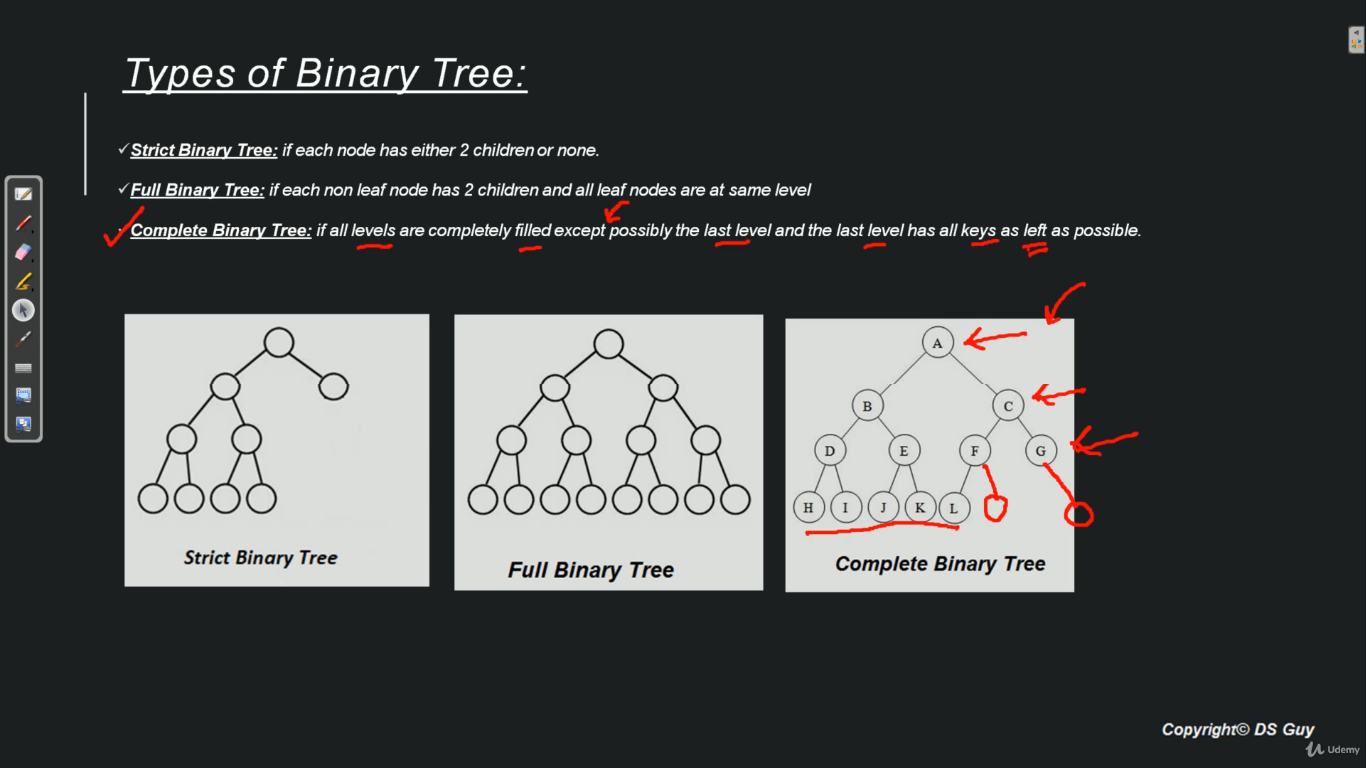 Types of Binary Tree:
✓Strict Binary Tree: if each node has either 2 children or none.
✓Full Binary Tree: if each non leaf node has 2 children and all leaf nodes are at same level
Complete Binary Tree: if all levels are completely filled except possibly the last level and the last level has all keys as left as possible.
A
B
C
D
E
F
G
H
I
J
K
L
Strict Binary Tree
Full Binary Tree
Complete Binary Tree
Copyright© DS Guy
Udemy